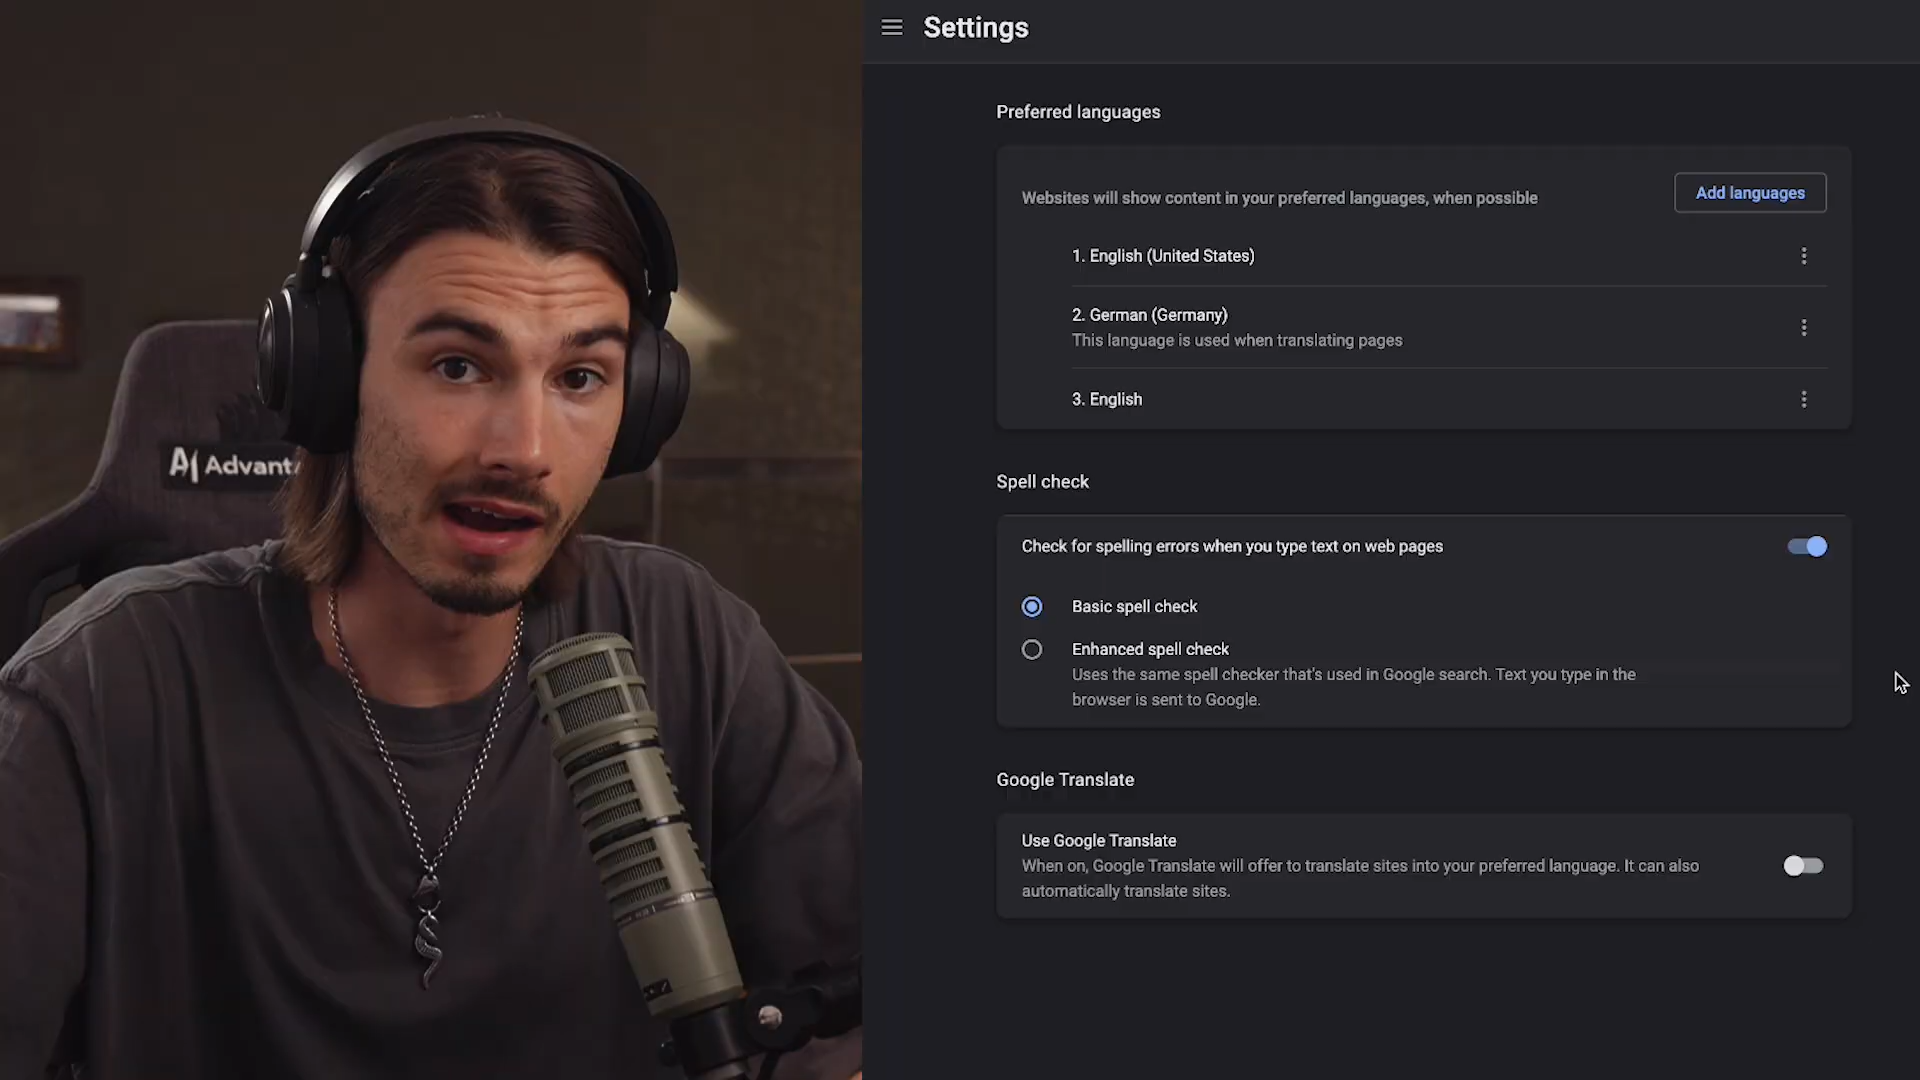 Settings
Preferred languages
Websites will show content in your preferred languages, when possible
Add languages
1. English (United States)
2. German (Germany)
This language is used when translating pages
3. English
Spell check
Check for spelling errors when you type text on web pages
Basic spell check
Enhanced spell check
Uses the same spell checker that's used in Google search. Text you type in the
browser is sent to Google.
Google Translate
Use Google Translate
When on, Google Translate will offer to translate sites into your preferred language. It can also
automatically translate sites.